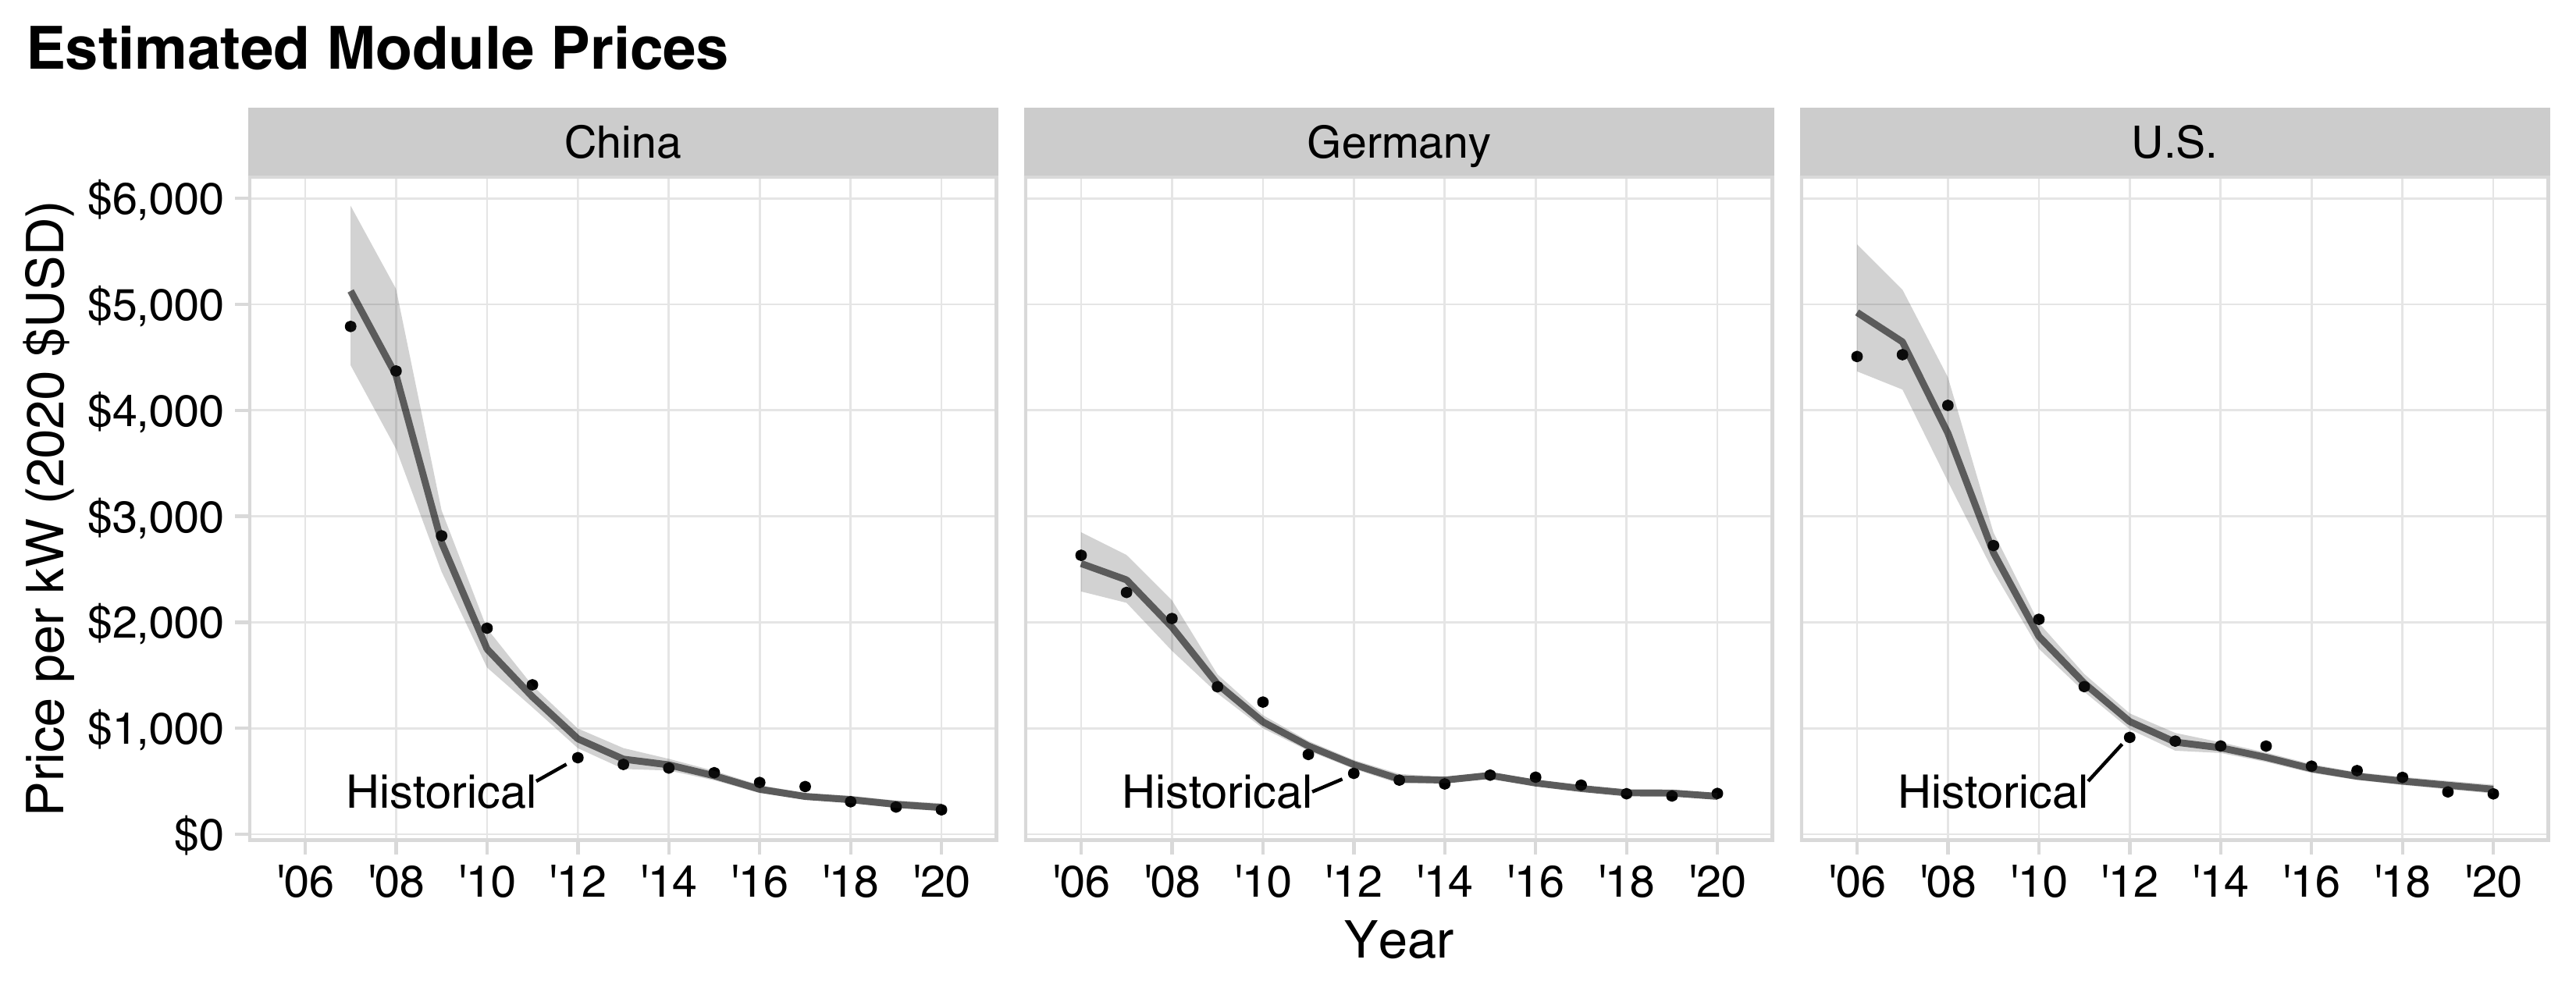 Estimated Module Prices
China Germany U.S.
Price per kW (2020 $USD)
$6,000
$5,000
$4,000
$3,000
$2,000
$1,000
$0
Historical Historical Historical
'06 '08 '10 '12 '14 '16 '18 '20 '06 '08 '10 '12 '14 '16 '18 '20 '06 '08 '10 '12 '14 '16 '18 '20
Year